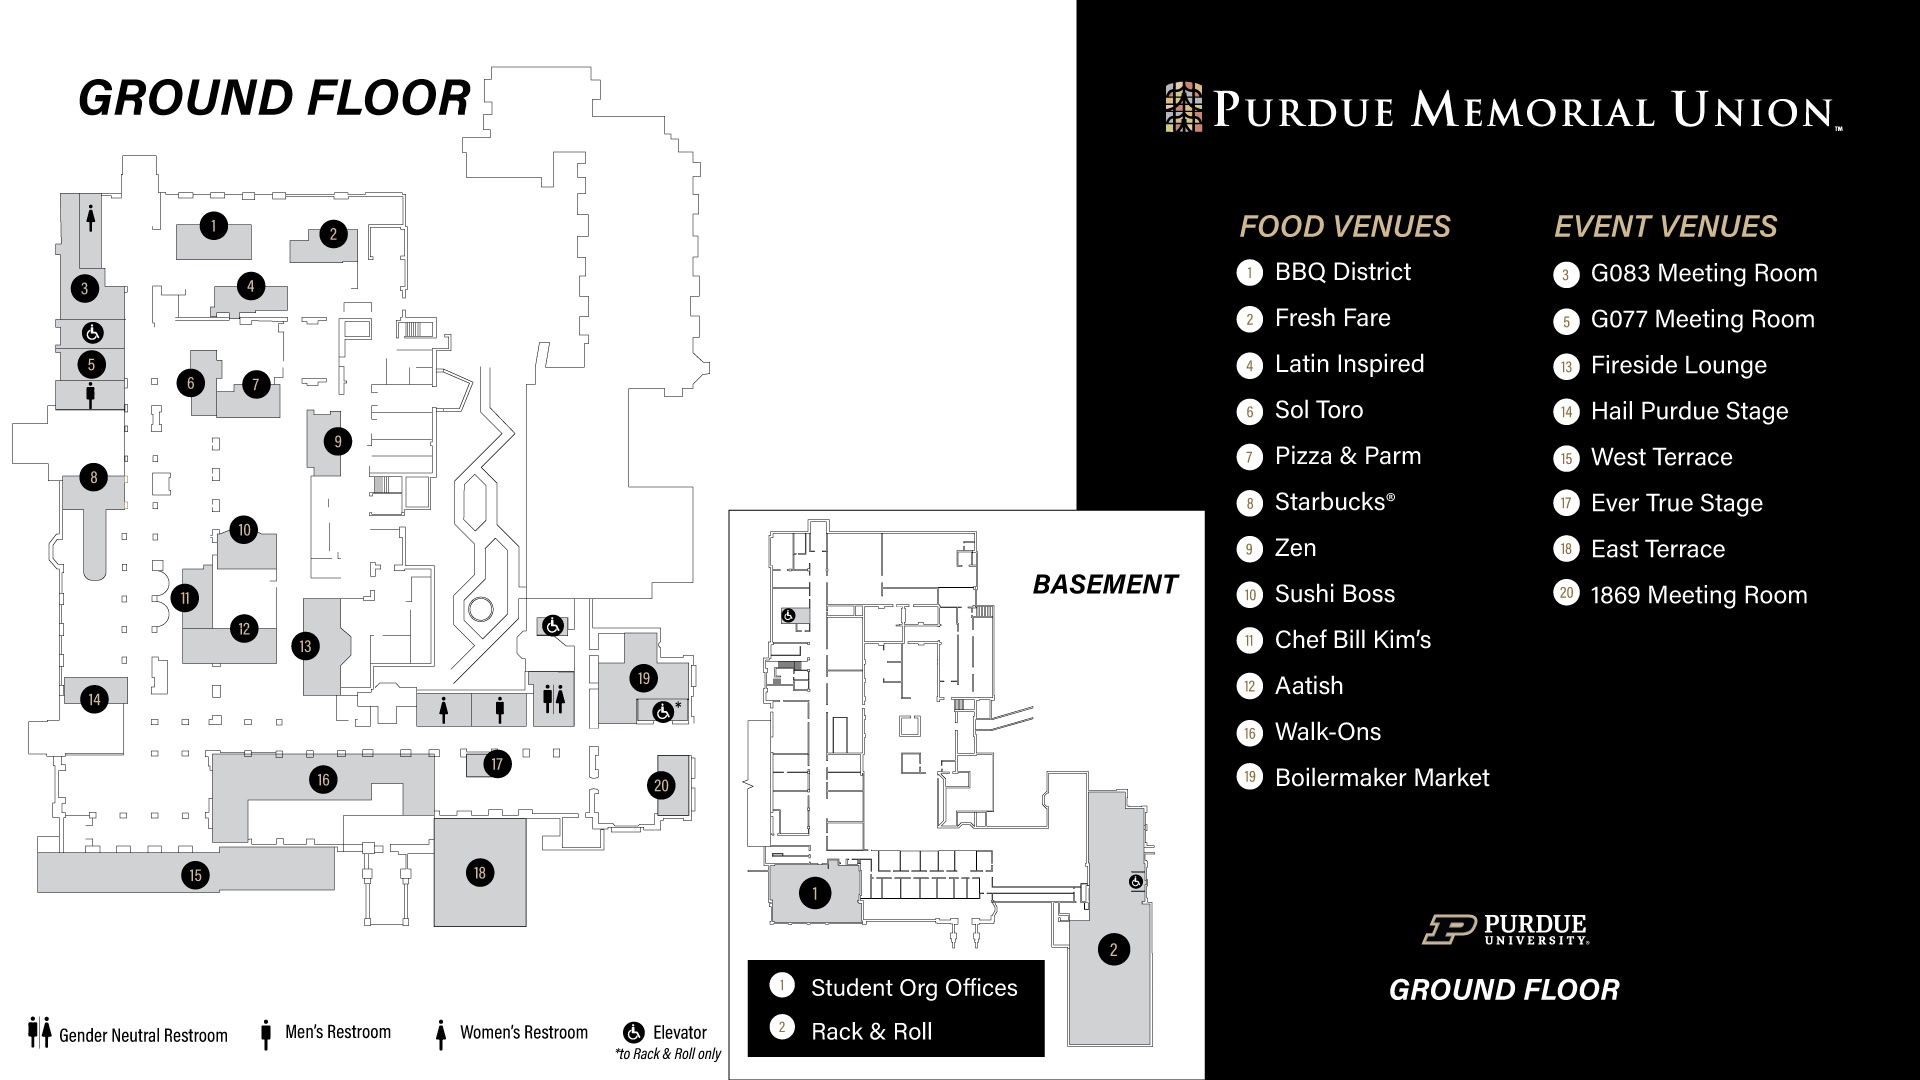 GROUND FLOOR
1
2
3
4
5
6
7
8
9
10
11
12
13
14
15
16
17
18
19
*
20
Gender Neutral Restroom
Men's Restroom
Women's Restroom
Elevator
*to Rack & Roll only
BASEMENT
1
2
1 Student Org Offices
2 Rack & Roll
PURDUE MEMORIAL UNION™
FOOD VENUES
1 BBQ District
2 Fresh Fare
4 Latin Inspired
6 Sol Toro
7 Pizza & Parm
8 Starbucks®
9 Zen
10 Sushi Boss
11 Chef Bill Kim's
12 Aatish
16 Walk-Ons
19 Boilermaker Market
EVENT VENUES
3 G083 Meeting Room
5 G077 Meeting Room
13 Fireside Lounge
14 Hail Purdue Stage
15 West Terrace
17 Ever True Stage
18 East Terrace
20 1869 Meeting Room
P PURDUE
UNIVERSITY®
GROUND FLOOR